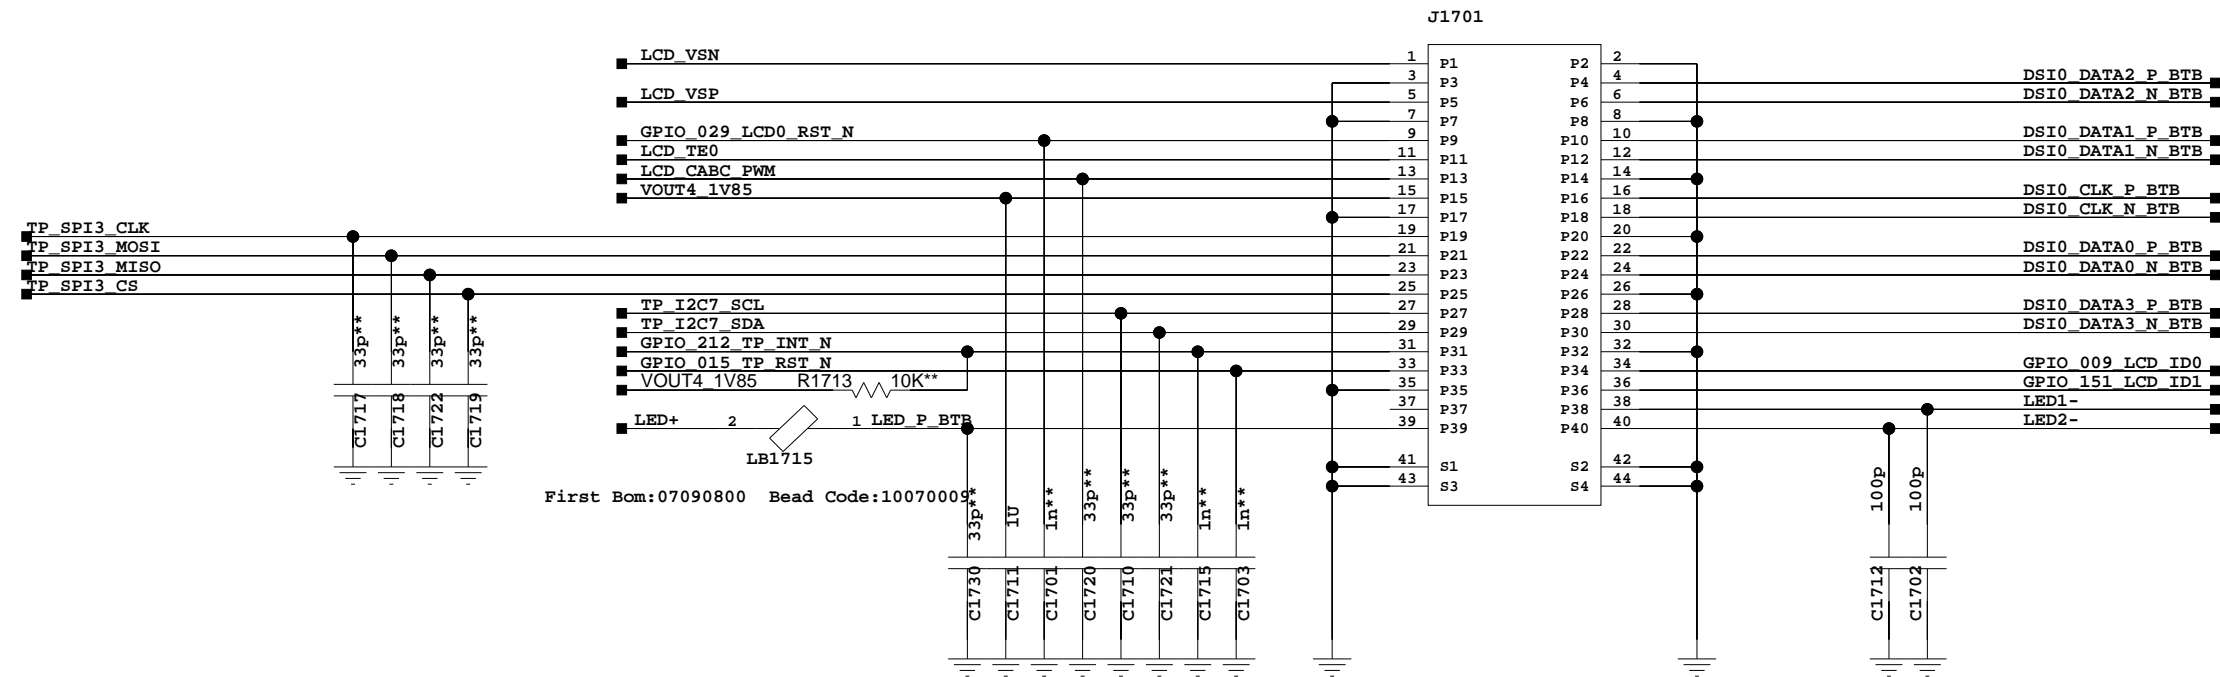 J1701
LCD_VSN 1 P1 P2 2
3 P3 P4 4 DSI0_DATA2_P_BTB
LCD_VSP 5 P5 P6 6 DSI0_DATA2_N_BTB
7 P7 P8 8
GPIO_029_LCD0_RST_N 9 P9 P10 10 DSI0_DATA1_P_BTB
LCD_TE0 11 P11 P12 12 DSI0_DATA1_N_BTB
LCD_CABC_PWM 13 P13 P14 14
VOUT4_1V85 15 P15 P16 16 DSI0_CLK_P_BTB
17 P17 P18 18 DSI0_CLK_N_BTB
TP_SPI3_CLK 19 P19 P20 20
TP_SPI3_MOSI 21 P21 P22 22 DSI0_DATA0_P_BTB
TP_SPI3_MISO 23 P23 P24 24 DSI0_DATA0_N_BTB
TP_SPI3_CS 25 P25 P26 26
TP_I2C7_SCL 27 P27 P28 28 DSI0_DATA3_P_BTB
TP_I2C7_SDA 29 P29 P30 30 DSI0_DATA3_N_BTB
GPIO_212_TP_INT_N 31 P31 P32 32
GPIO_015_TP_RST_N 33 P33 P34 34 GPIO_009_LCD_ID0
VOUT4_1V85 R1713 10K** 35 P35 P36 36 GPIO_151_LCD_ID1
37 P37 P38 38 LED1-
LED+ 2 1 LED_P_BTB 39 P39 P40 40 LED2-
LB1715
41 S1 S2 42
43 S3 S4 44
33p** 33p** 33p** 33p**
C1717 C1718 C1722 C1719
First Bom:07090800 Bead Code:10070009
33p** 1U 1n** 33p** 33p** 33p** 1n** 1n** 100p 100p
C1730 C1711 C1701 C1720 C1710 C1721 C1715 C1703 C1712 C1702